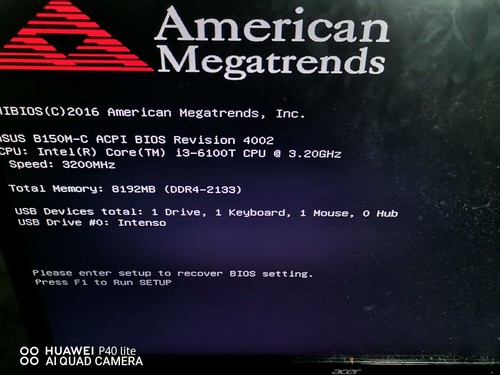 American
Megatrends
MIBIOS(C)2016 American Megatrends, Inc.
ASUS B150M-C ACPI BIOS Revision 4002
CPU: Intel(R) Core(TM) i3-6100T CPU @ 3.20GHz
Speed: 3200MHz
Total Memory: 8192MB (DDR4-2133)
USB Devices total: 1 Drive, 1 Keyboard, 1 Mouse, 0 Hub
USB Drive #0: Intenso
Please enter setup to recover BIOS setting.
Press F1 to Run SETUP
HUAWEI P40 lite
AI QUAD CAMERA
acer